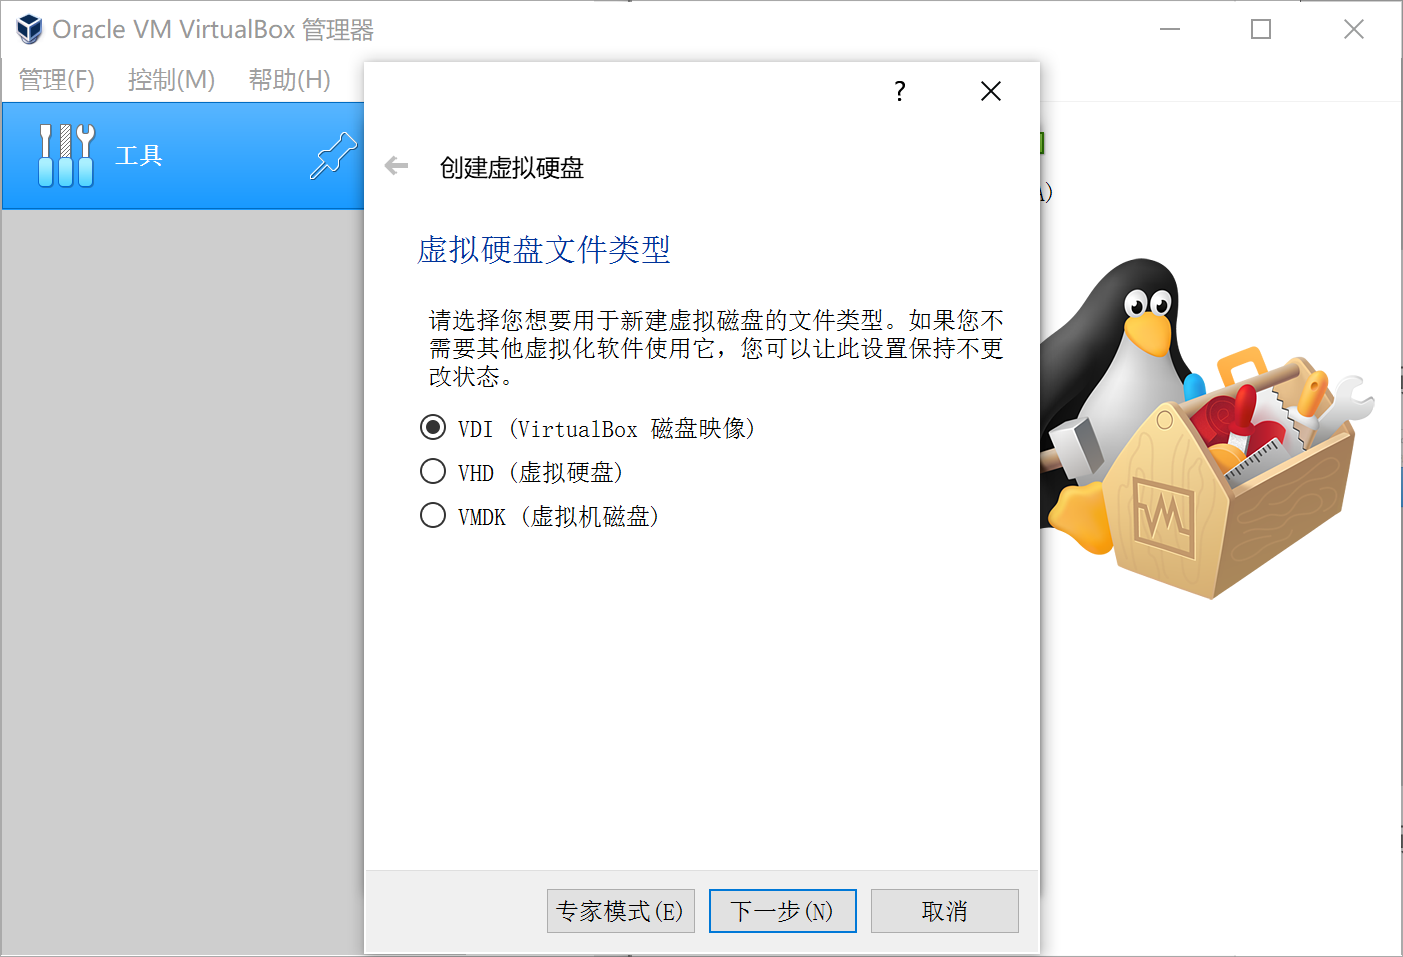 Oracle VM VirtualBox 管理器
管理(F) 控制(M) 帮助(H)
?
工具
创建虚拟硬盘
A)
虚拟硬盘文件类型
请选择您想要用于新建虚拟磁盘的文件类型。如果您不
需要其他虚拟化软件使用它，您可以让此设置保持不更
改状态。
VDI (VirtualBox 磁盘映像)
VHD (虚拟硬盘)
VMDK (虚拟机磁盘)
专家模式(E) 下一步(N) 取消